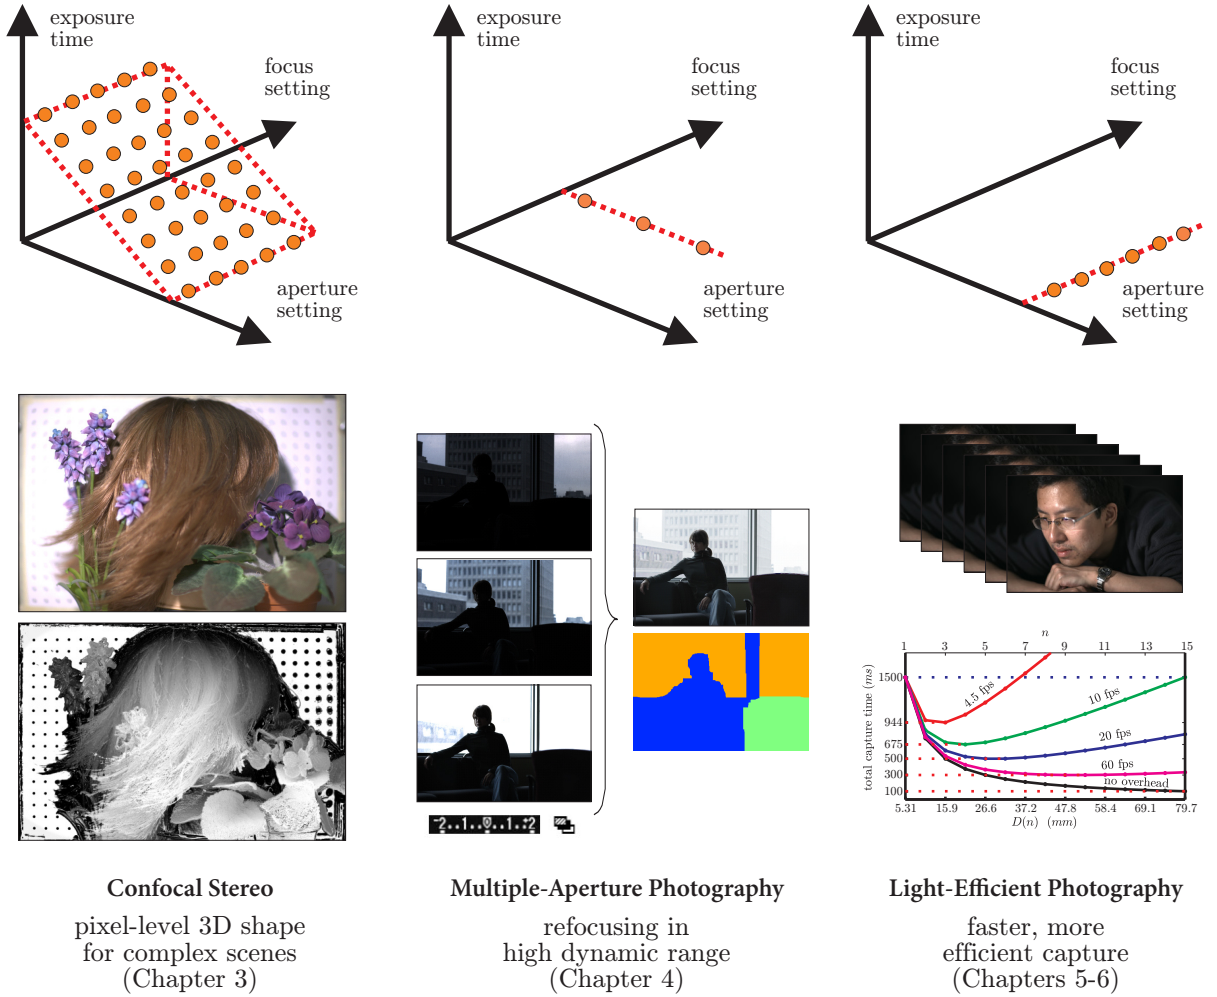 exposure
time
focus
setting
aperture
setting
exposure
time
focus
setting
aperture
setting
exposure
time
focus
setting
aperture
setting
-2..1..0..1..+2
n
1 3 5 7 9 11 13 15
total capture time (ms)
1500
944
675
500
300
100
4.5 fps
10 fps
20 fps
60 fps
no overhead
5.31 15.9 26.6 37.2 47.8 58.4 69.1 79.7
D(n) (mm)
Confocal Stereo
pixel-level 3D shape
for complex scenes
(Chapter 3)
Multiple-Aperture Photography
refocusing in
high dynamic range
(Chapter 4)
Light-Efficient Photography
faster, more
efficient capture
(Chapters 5-6)